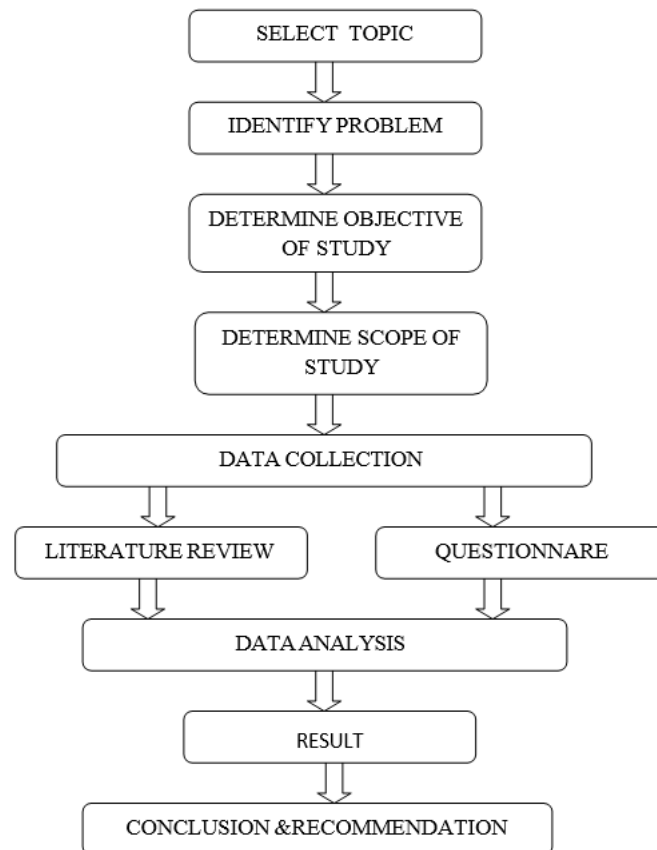 SELECT TOPIC
IDENTIFY PROBLEM
DETERMINE OBJECTIVE
OF STUDY
DETERMINE SCOPE OF
STUDY
DATA COLLECTION
LITERATURE REVIEW
QUESTIONNARE
DATA ANALYSIS
RESULT
CONCLUSION &RECOMMENDATION